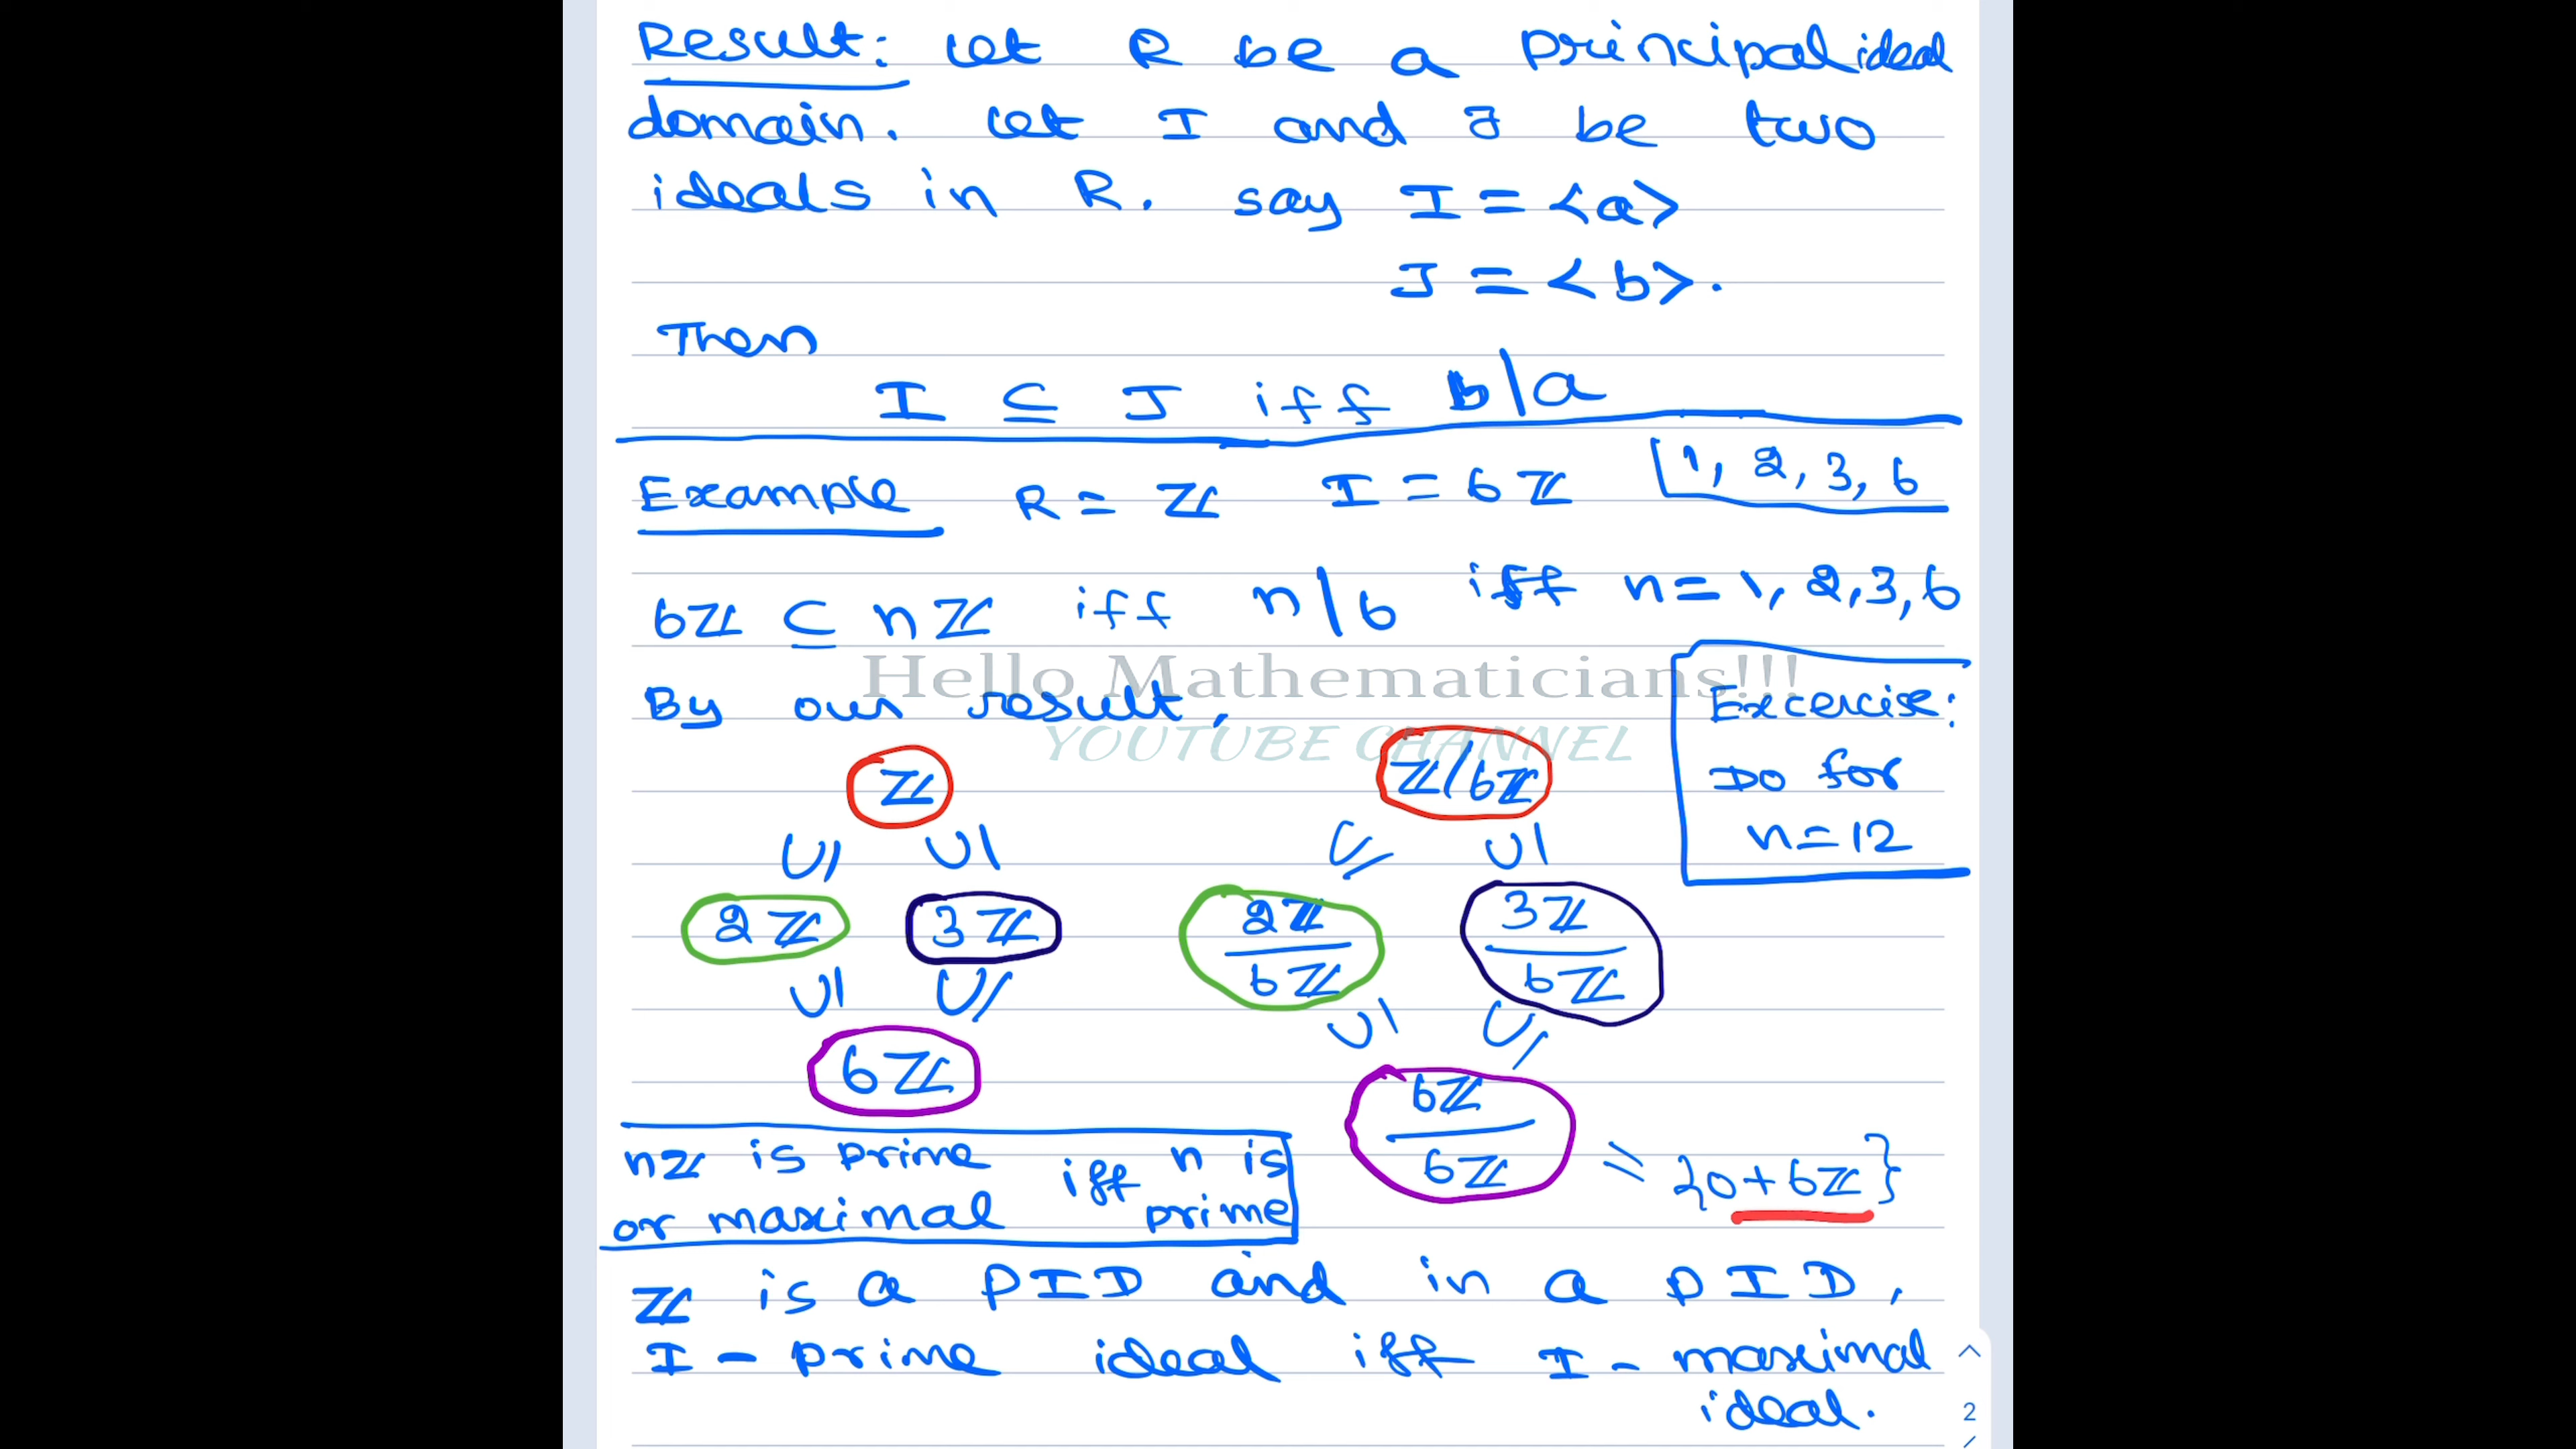 Result: Let R be a principal ideal
domain. Let I and J be two
ideals in R. say I = <a>
J = <b>.
Then
I ⊆ J iff b|a
Example R = ℤ I = 6ℤ [1, 2, 3, 6
6ℤ ⊆ nℤ iff n|6 iff n = 1, 2, 3, 6
Hello Mathematicians!!!
By our result,
YOUTUBE CHANNEL
Excercise:
Do for
n=12
ℤ
U| U|
2ℤ 3ℤ
U| U|
6ℤ
ℤ/6ℤ
U| U|
2ℤ/6ℤ 3ℤ/6ℤ
U| U|
6ℤ/6ℤ = {0+6ℤ}
nℤ is prime iff n is
or maximal prime
ℤ is a PID and in a PID,
I - prime ideal iff I - maximal
ideal.
2